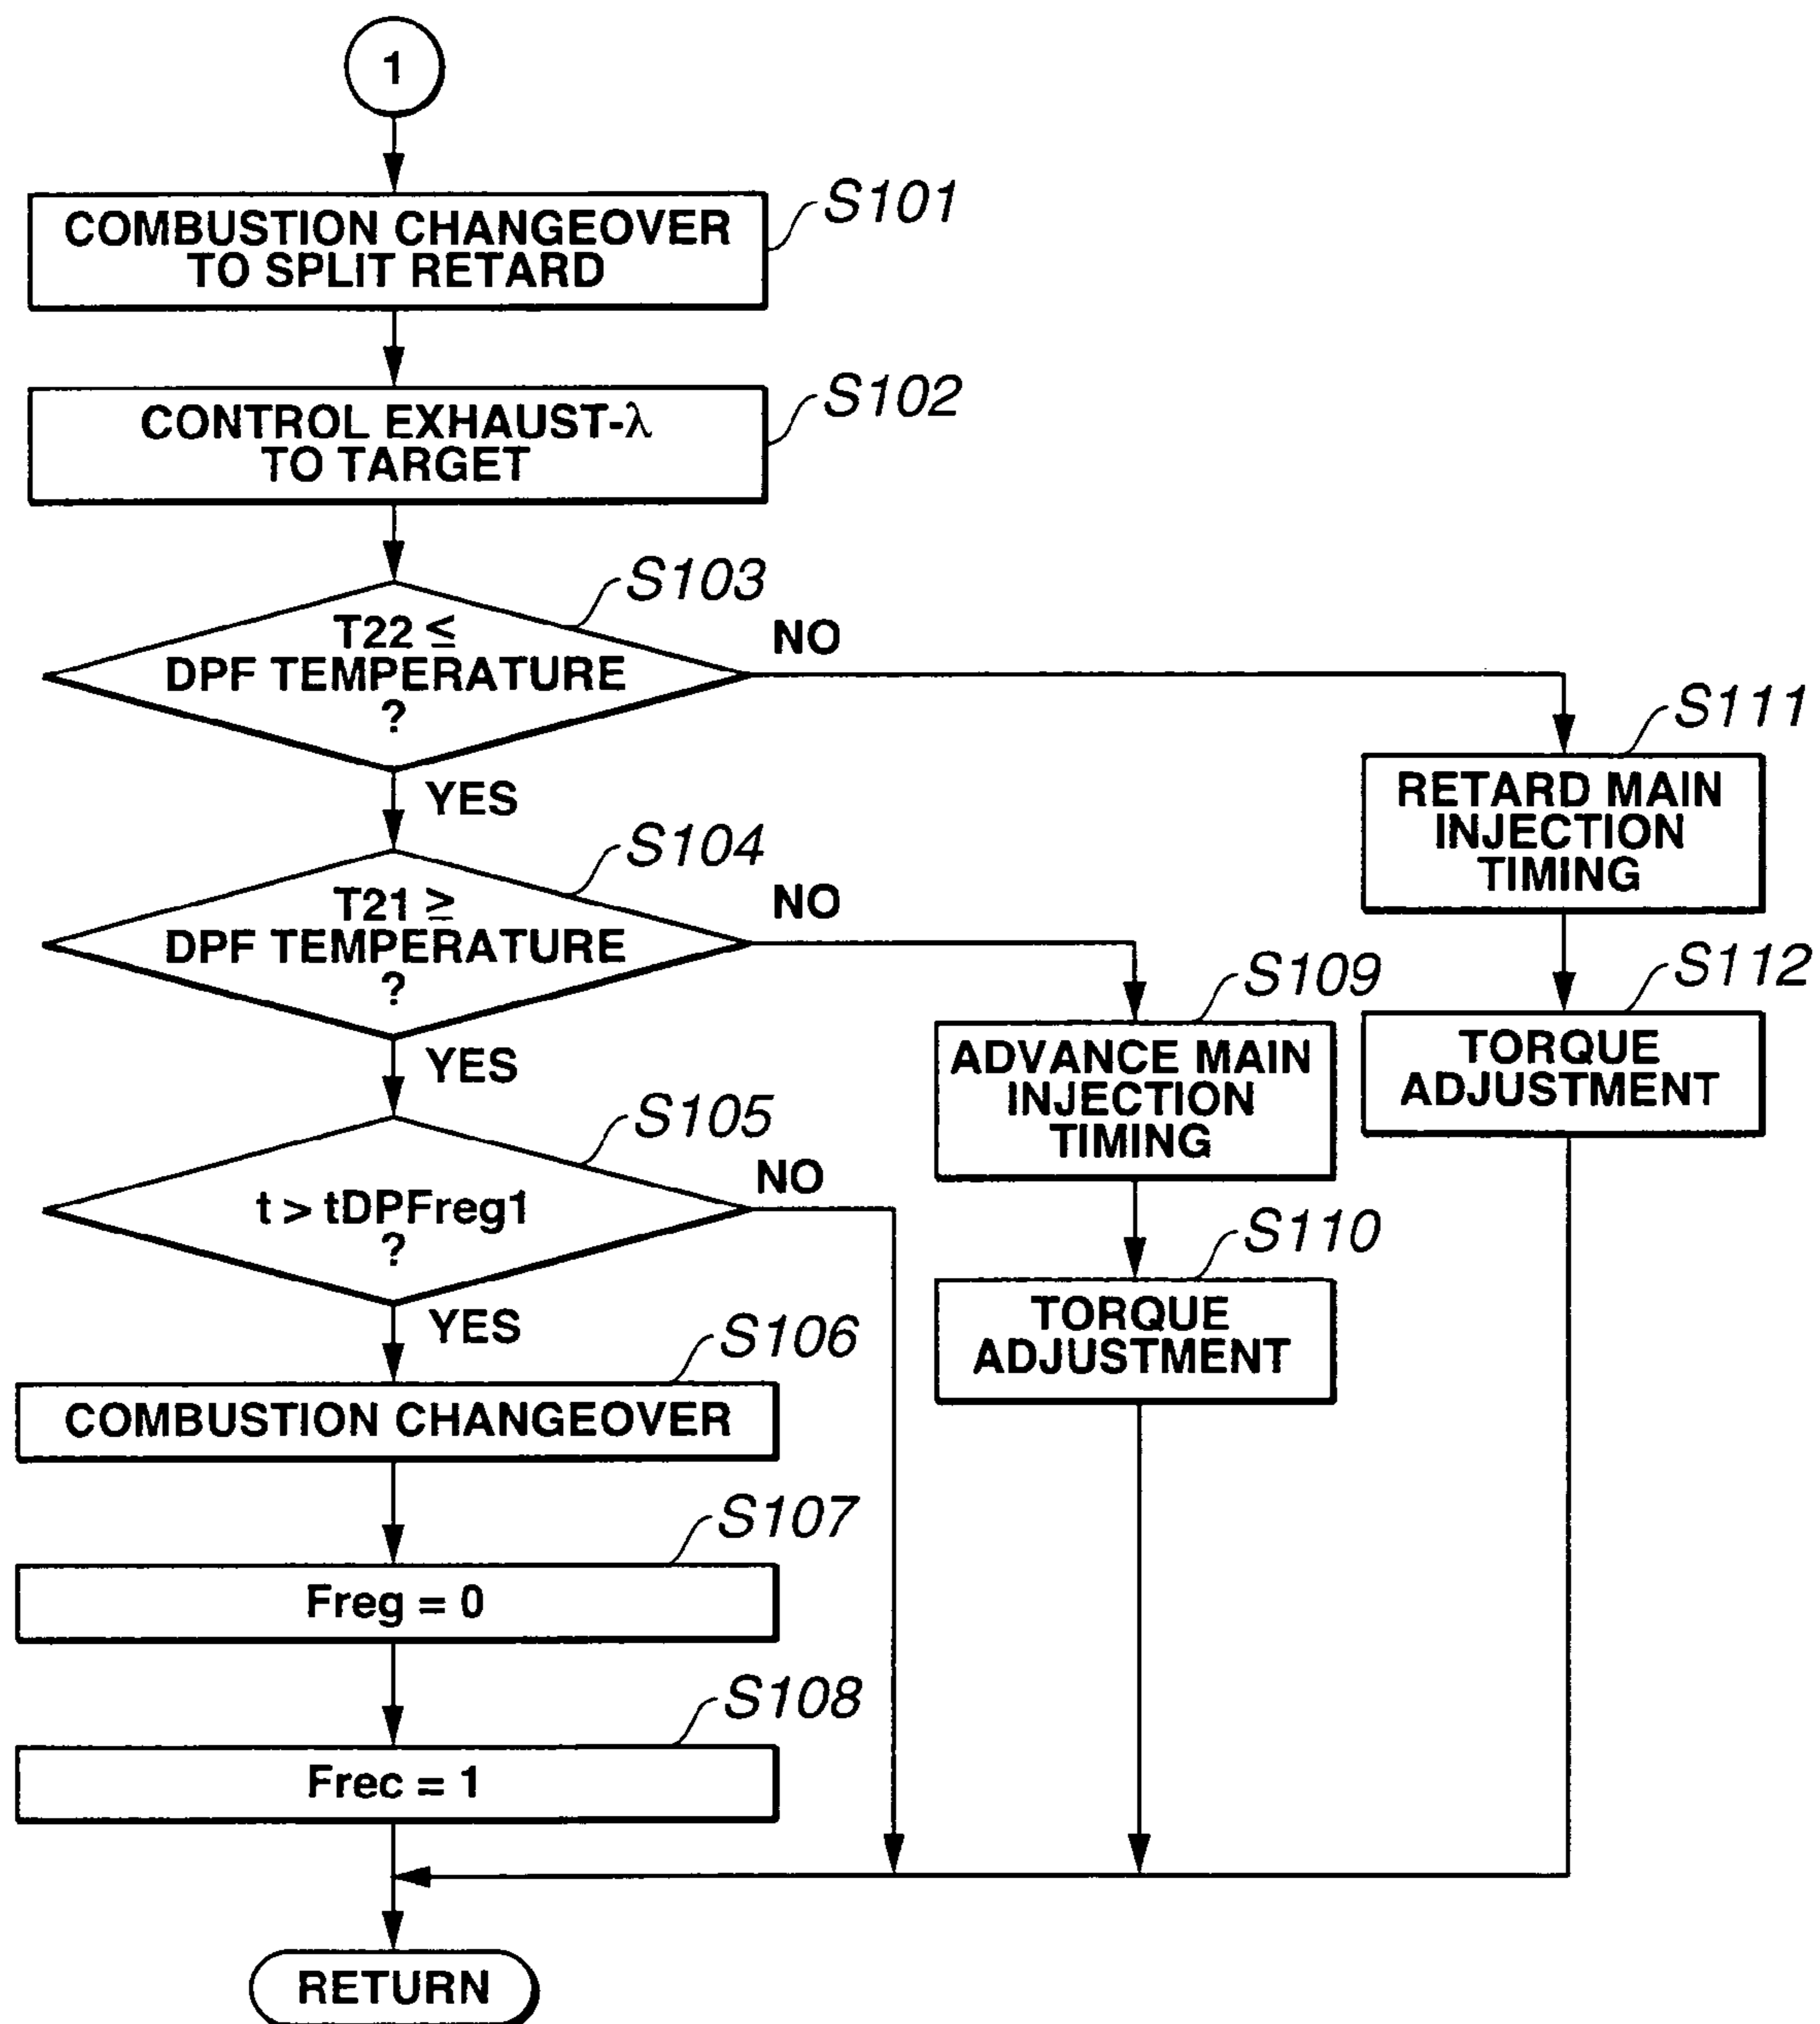 1
COMBUSTION CHANGEOVER
TO SPLIT RETARD
S101
CONTROL EXHAUST-λ
TO TARGET
S102
T22 ≤
DPF TEMPERATURE
?
S103
NO
YES
T21 ≥
DPF TEMPERATURE
?
S104
NO
YES
t > tDPFreg1
?
S105
NO
YES
COMBUSTION CHANGEOVER
S106
Freg = 0
S107
Frec = 1
S108
ADVANCE MAIN
INJECTION
TIMING
S109
TORQUE
ADJUSTMENT
S110
RETARD MAIN
INJECTION
TIMING
S111
TORQUE
ADJUSTMENT
S112
RETURN